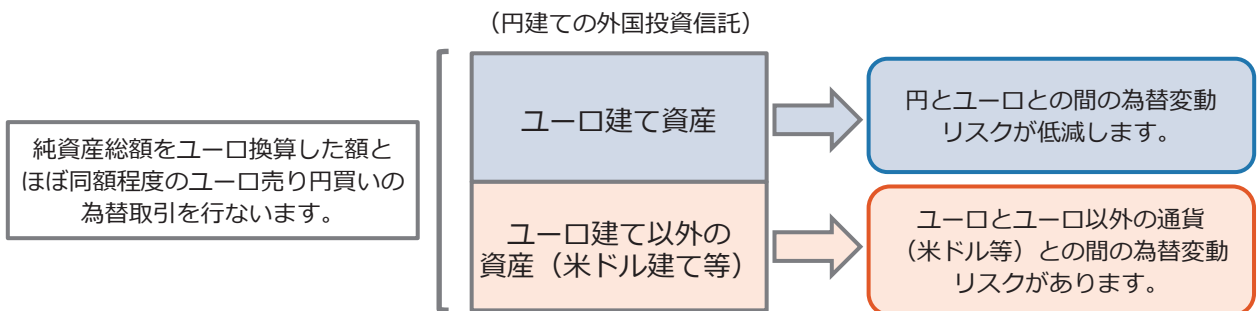 （円建ての外国投資信託）
純資産総額をユーロ換算した額と
ほぼ同額程度のユーロ売り円買いの
為替取引を行ないます。
ユーロ建て資産
円とユーロとの間の為替変動
リスクが低減します。
ユーロ建て以外の
資産（米ドル建て等）
ユーロとユーロ以外の通貨
（米ドル等）との間の為替変動
リスクがあります。